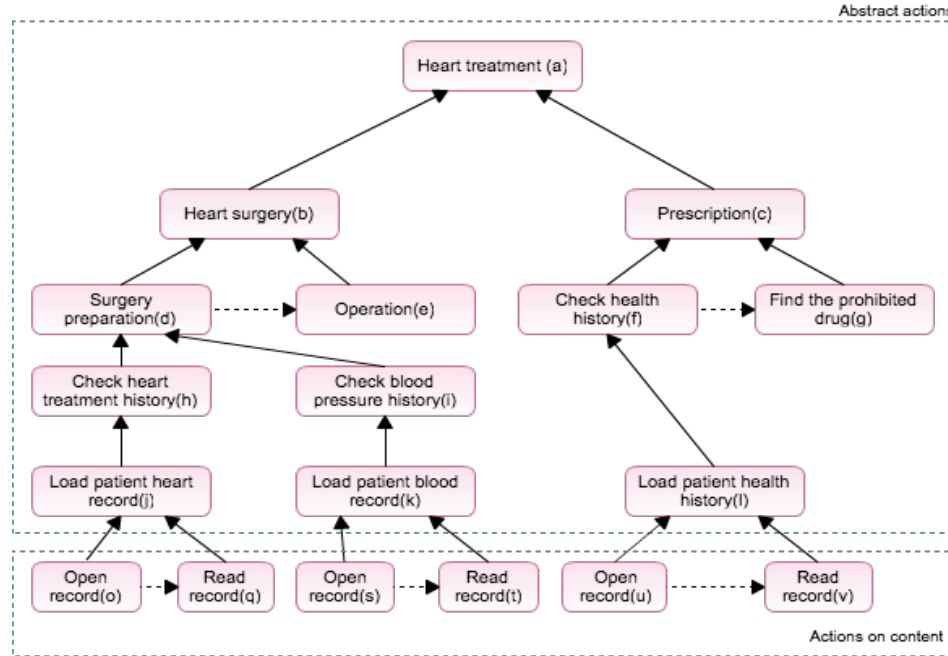 Abstract actions
Heart treatment (a)
Heart surgery(b)
Prescription(c)
Surgery
preparation(d)
Operation(e)
Check health
history(f)
Find the prohibited
drug(g)
Check heart
treatment history(h)
Check blood
pressure history(i)
Load patient heart
record(j)
Load patient blood
record(k)
Load patient health
history(l)
Open
record(o)
Read
record(q)
Open
record(s)
Read
record(t)
Open
record(u)
Read
record(v)
Actions on content